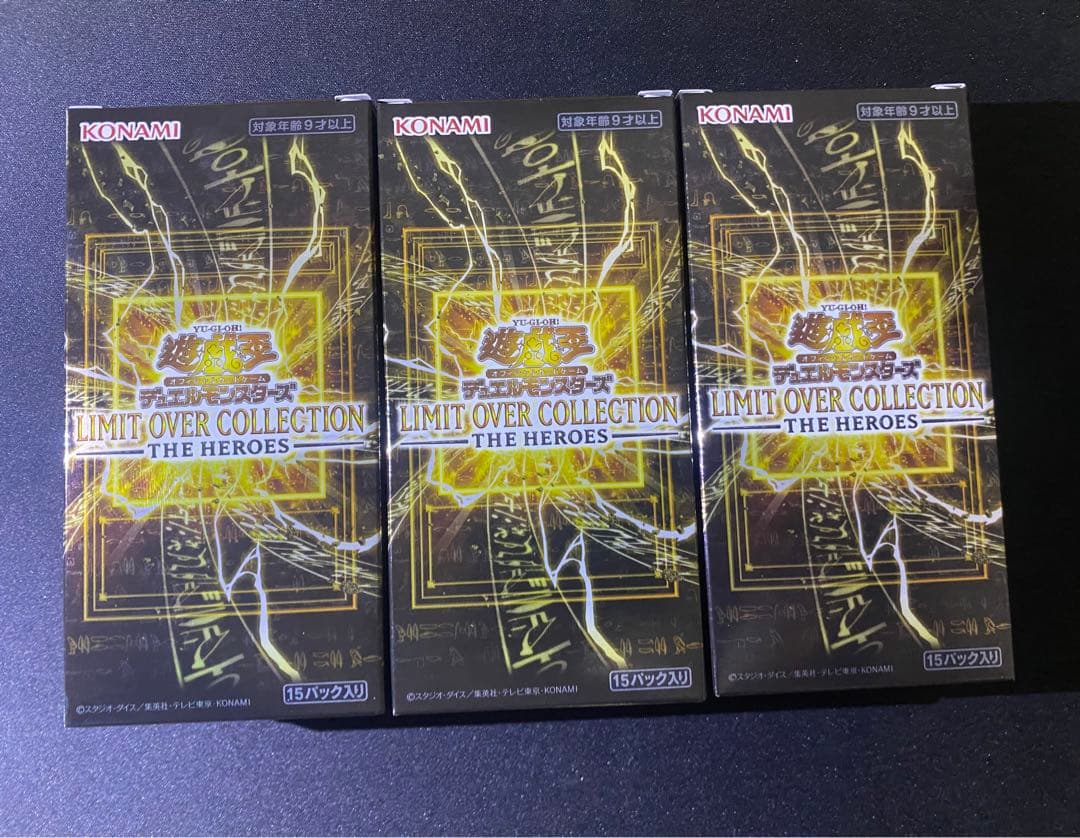 KONAMI
対象年齢9才以上
YU-GI-OH!
遊戯王
オフィシャルカードゲーム
デュエルモンスターズ
LIMIT OVER COLLECTION
THE HEROES
15パック入り
©スタジオ・ダイス／集英社・テレビ東京・KONAMI
KONAMI
対象年齢9才以上
YU-GI-OH!
遊戯王
オフィシャルカードゲーム
デュエルモンスターズ
LIMIT OVER COLLECTION
THE HEROES
15パック入り
©スタジオ・ダイス／集英社・テレビ東京・KONAMI
KONAMI
対象年齢9才以上
YU-GI-OH!
遊戯王
オフィシャルカードゲーム
デュエルモンスターズ
LIMIT OVER COLLECTION
THE HEROES
15パック入り
©スタジオ・ダイス／集英社・テレビ東京・KONAMI